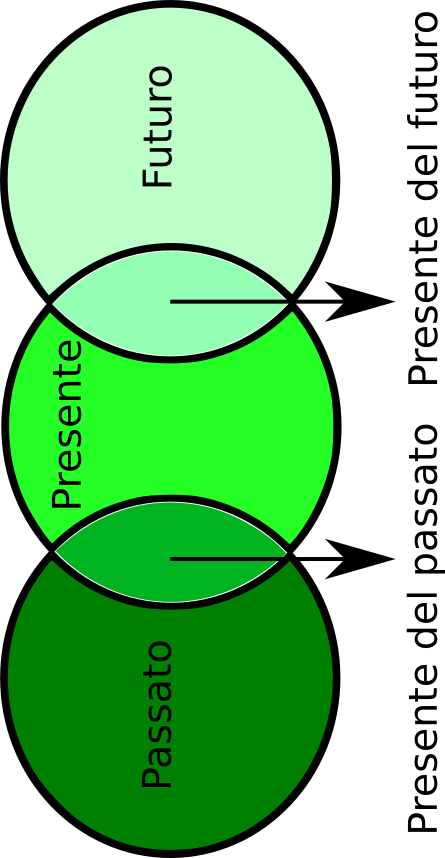 Presente
Passato
Futuro
Presente del passato
Presente del futuro